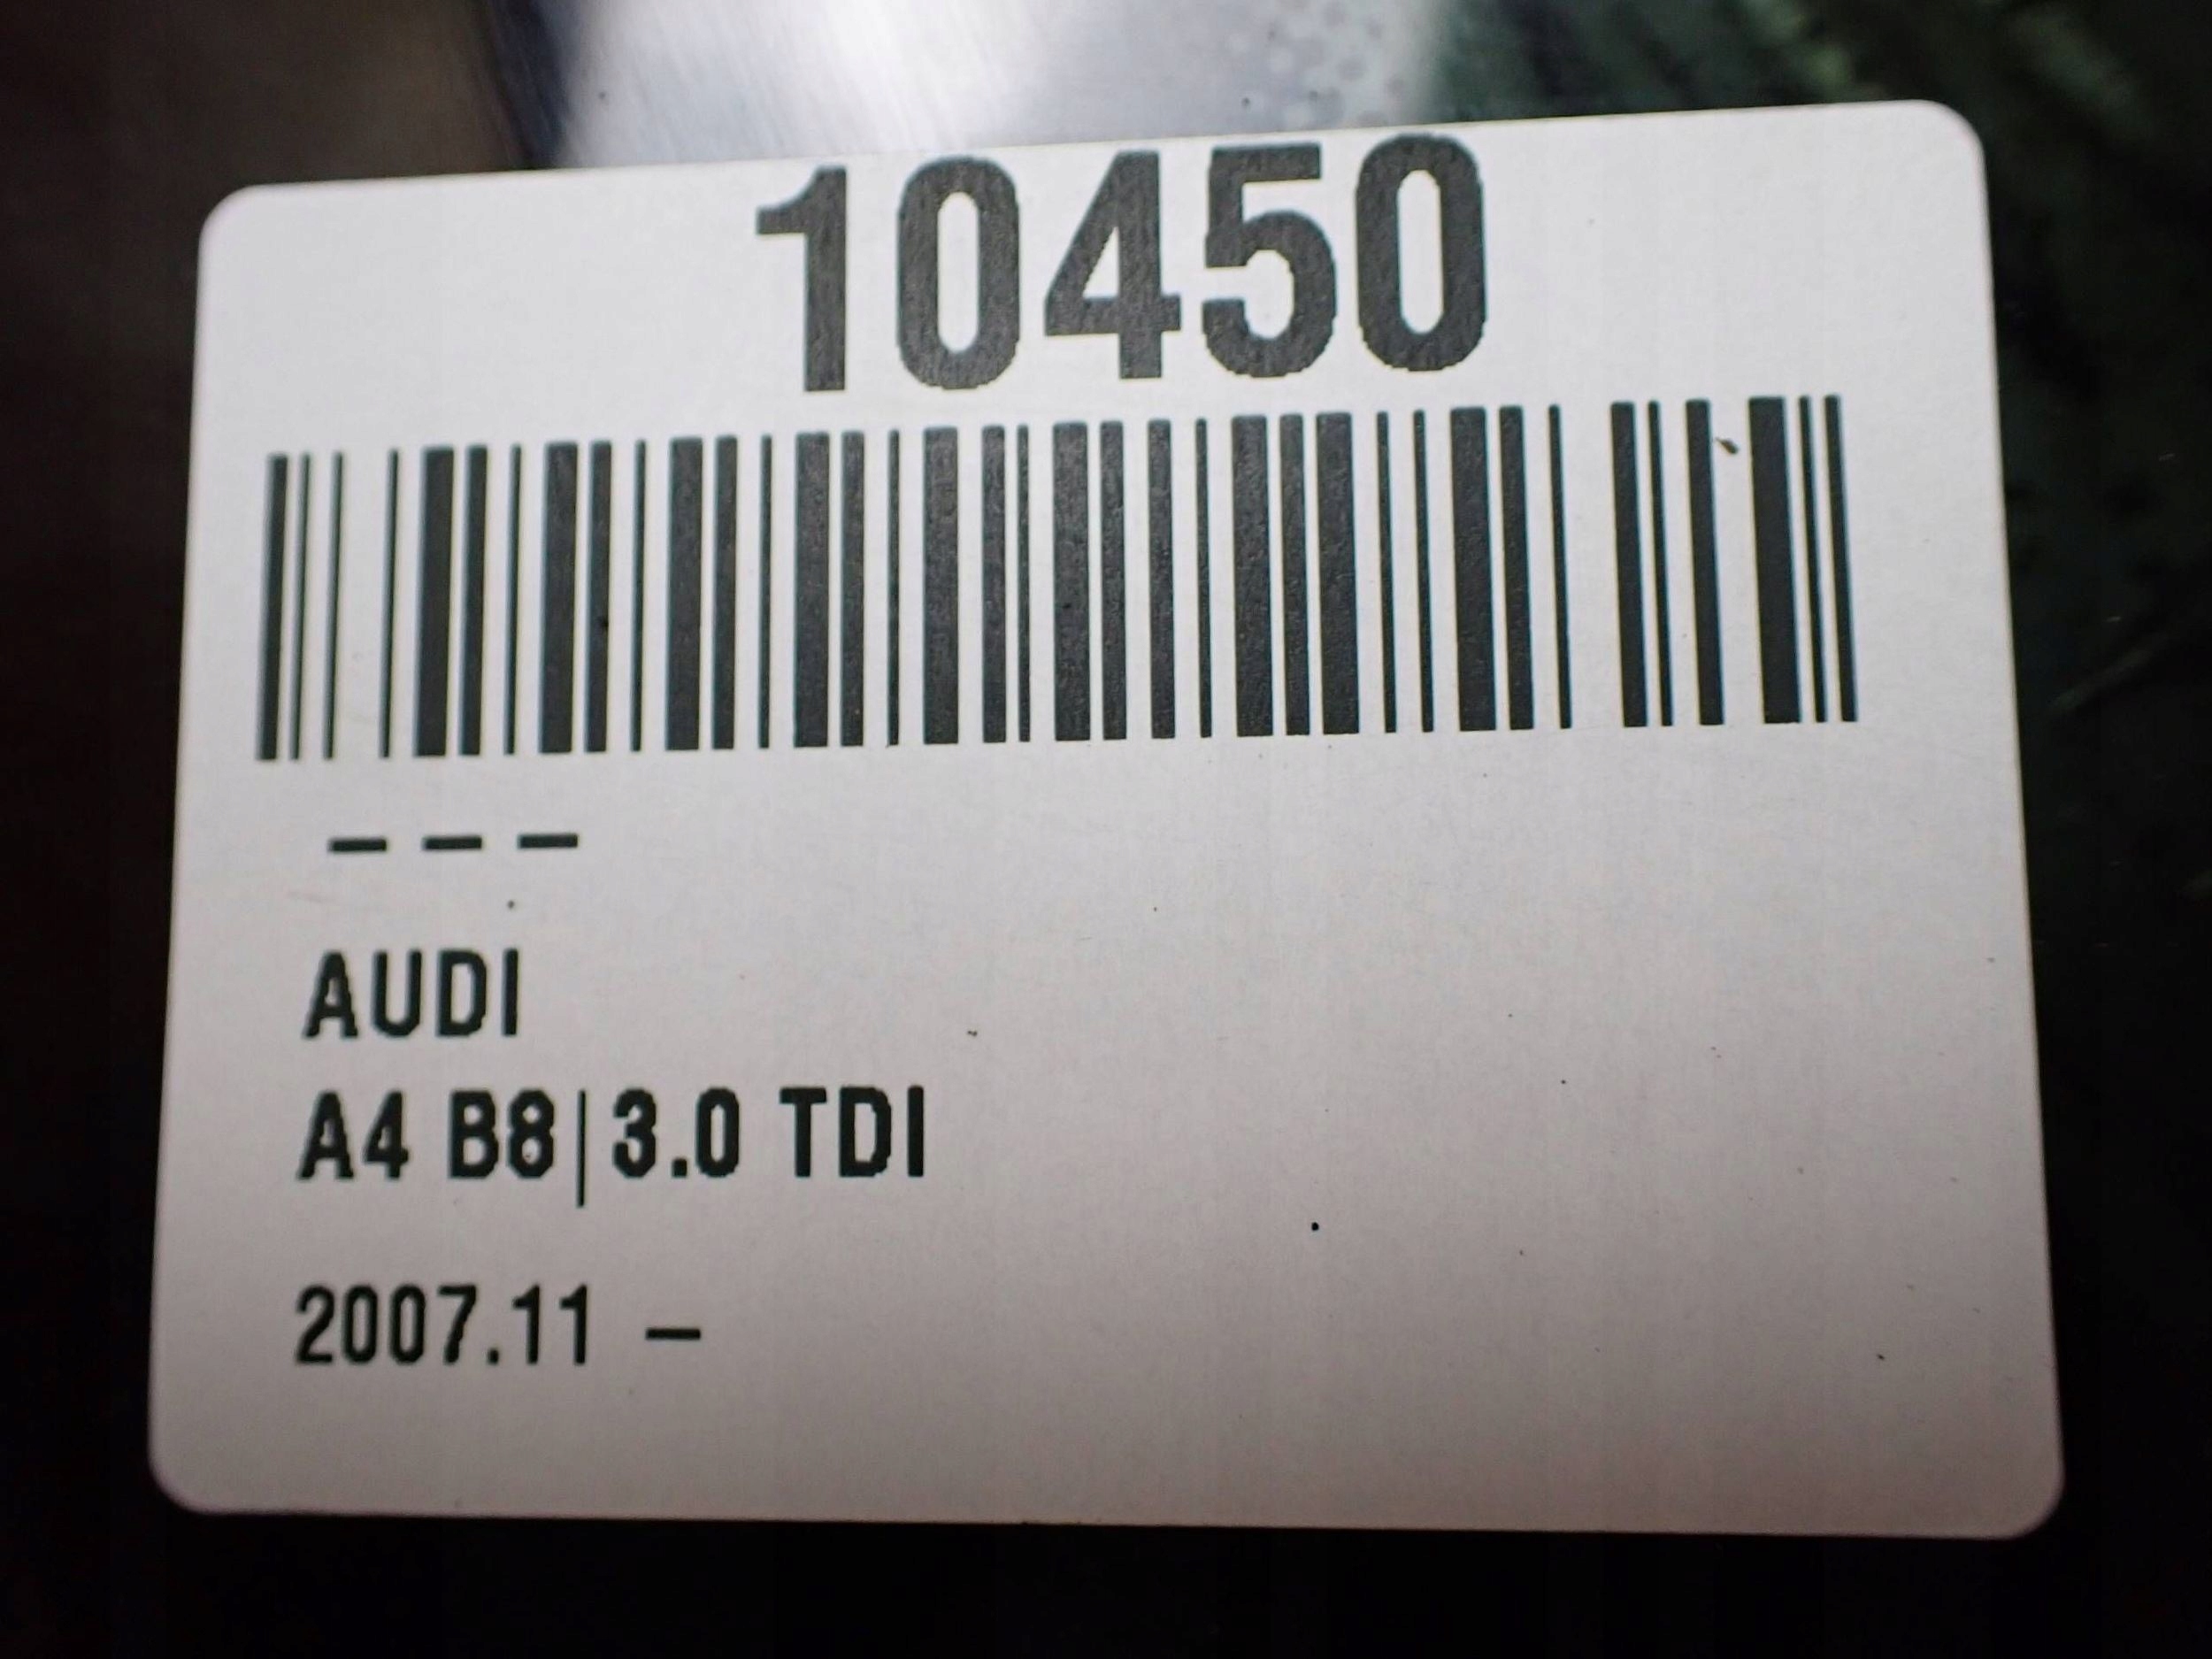 10450
– – –
AUDI
A4 B8|3.0 TDI
2007.11 –